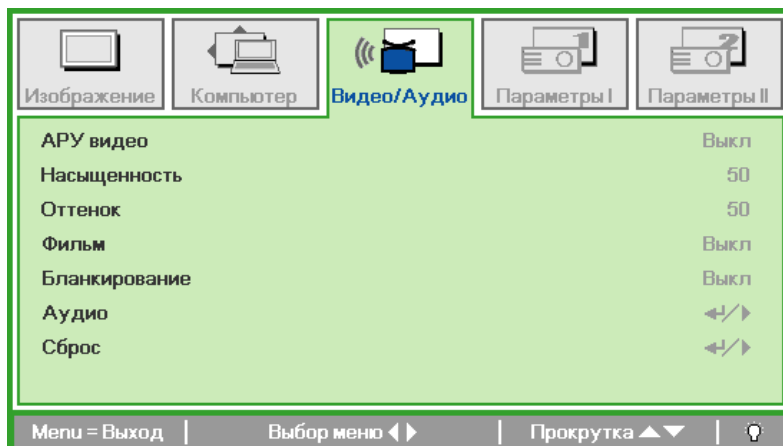 Изображение
Компьютер
Видео/Аудио
Параметры I
Параметры II
АРУ видео Выкл
Насыщенность 50
Оттенок 50
Фильм Выкл
Бланкирование Выкл
Аудио
Сброс
Menu = Выход Выбор меню Прокрутка